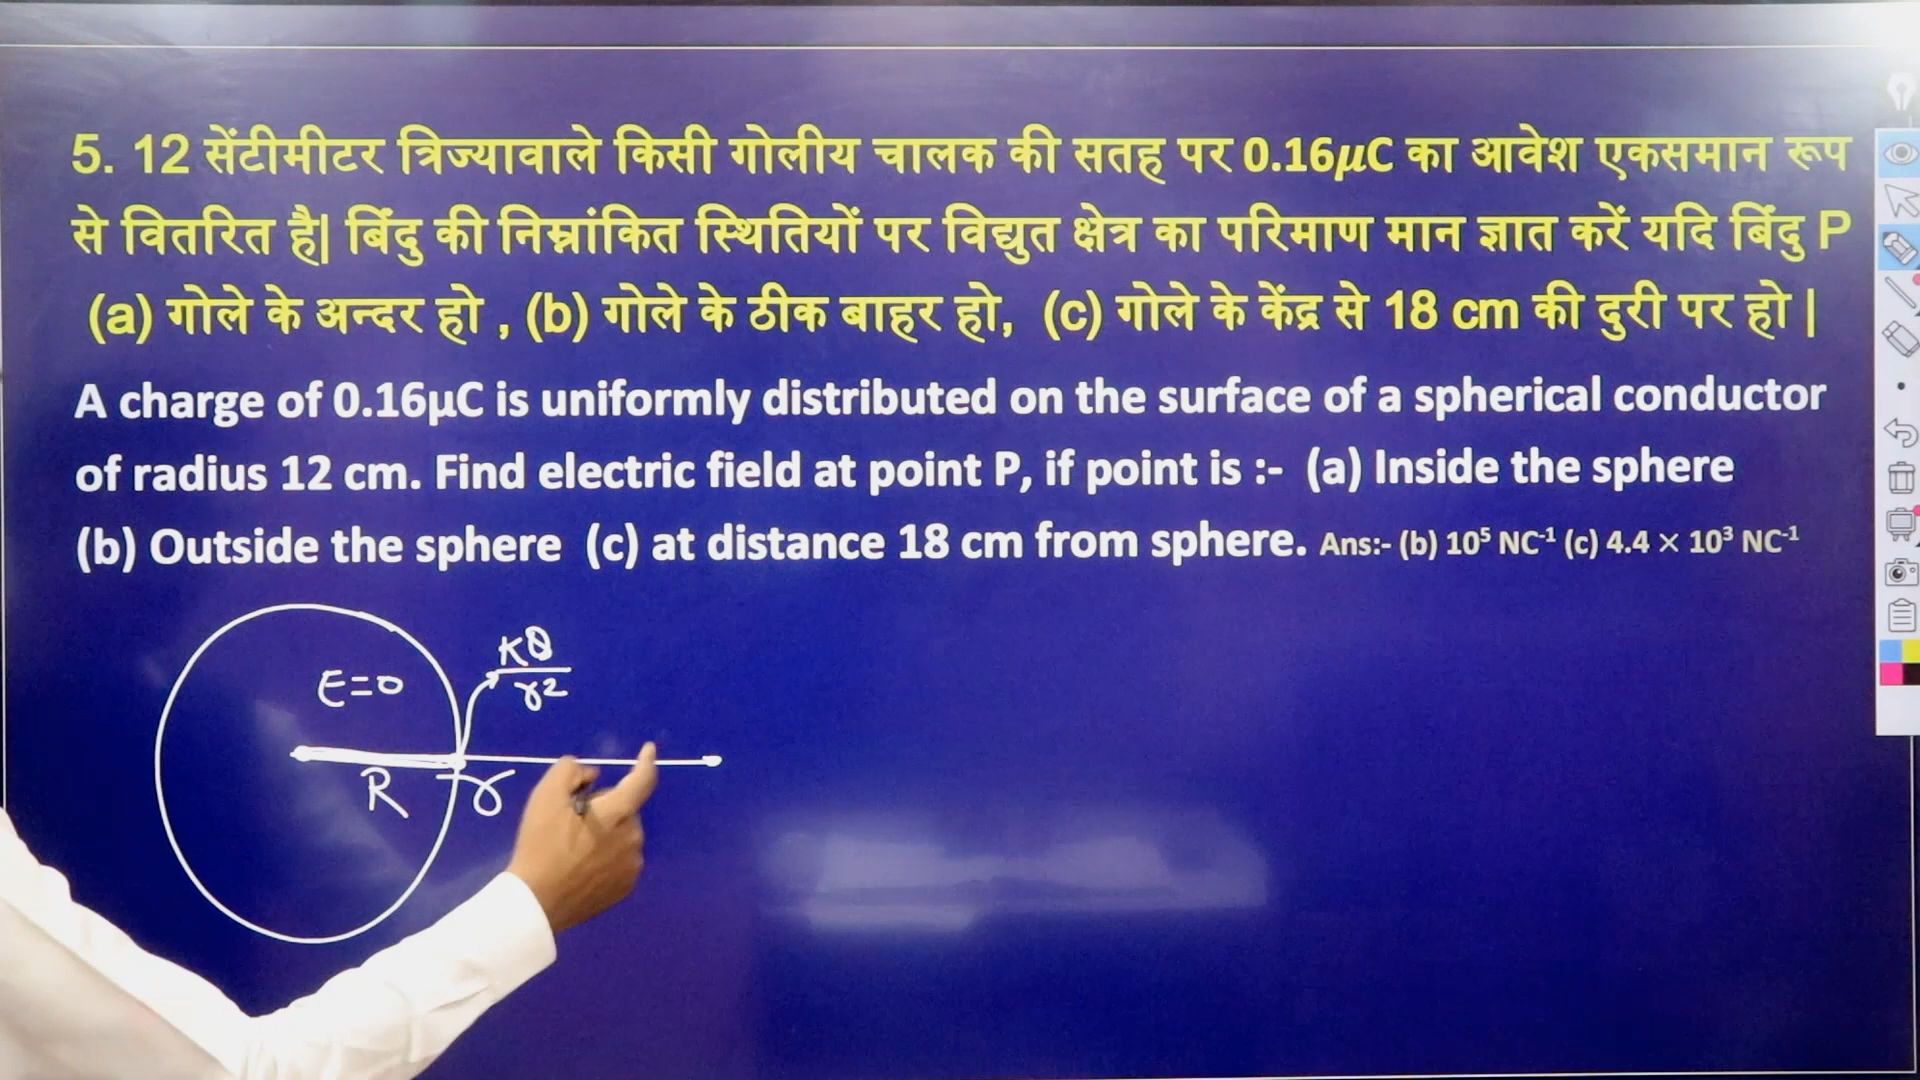 5. 12 सेंटीमीटर त्रिज्यावाले किसी गोलीय चालक की सतह पर 0.16μC का आवेश एकसमान रूप
से वितरित है| बिंदु की निम्नांकित स्थितियों पर विद्युत क्षेत्र का परिमाण मान ज्ञात करें यदि बिंदु P
(a) गोले के अन्दर हो , (b) गोले के ठीक बाहर हो, (c) गोले के केंद्र से 18 cm की दुरी पर हो |
A charge of 0.16μC is uniformly distributed on the surface of a spherical conductor
of radius 12 cm. Find electric field at point P, if point is :- (a) Inside the sphere
(b) Outside the sphere (c) at distance 18 cm from sphere. Ans:- (b) 10⁵ NC⁻¹ (c) 4.4 × 10³ NC⁻¹
KQ
E=0
r2
R
r